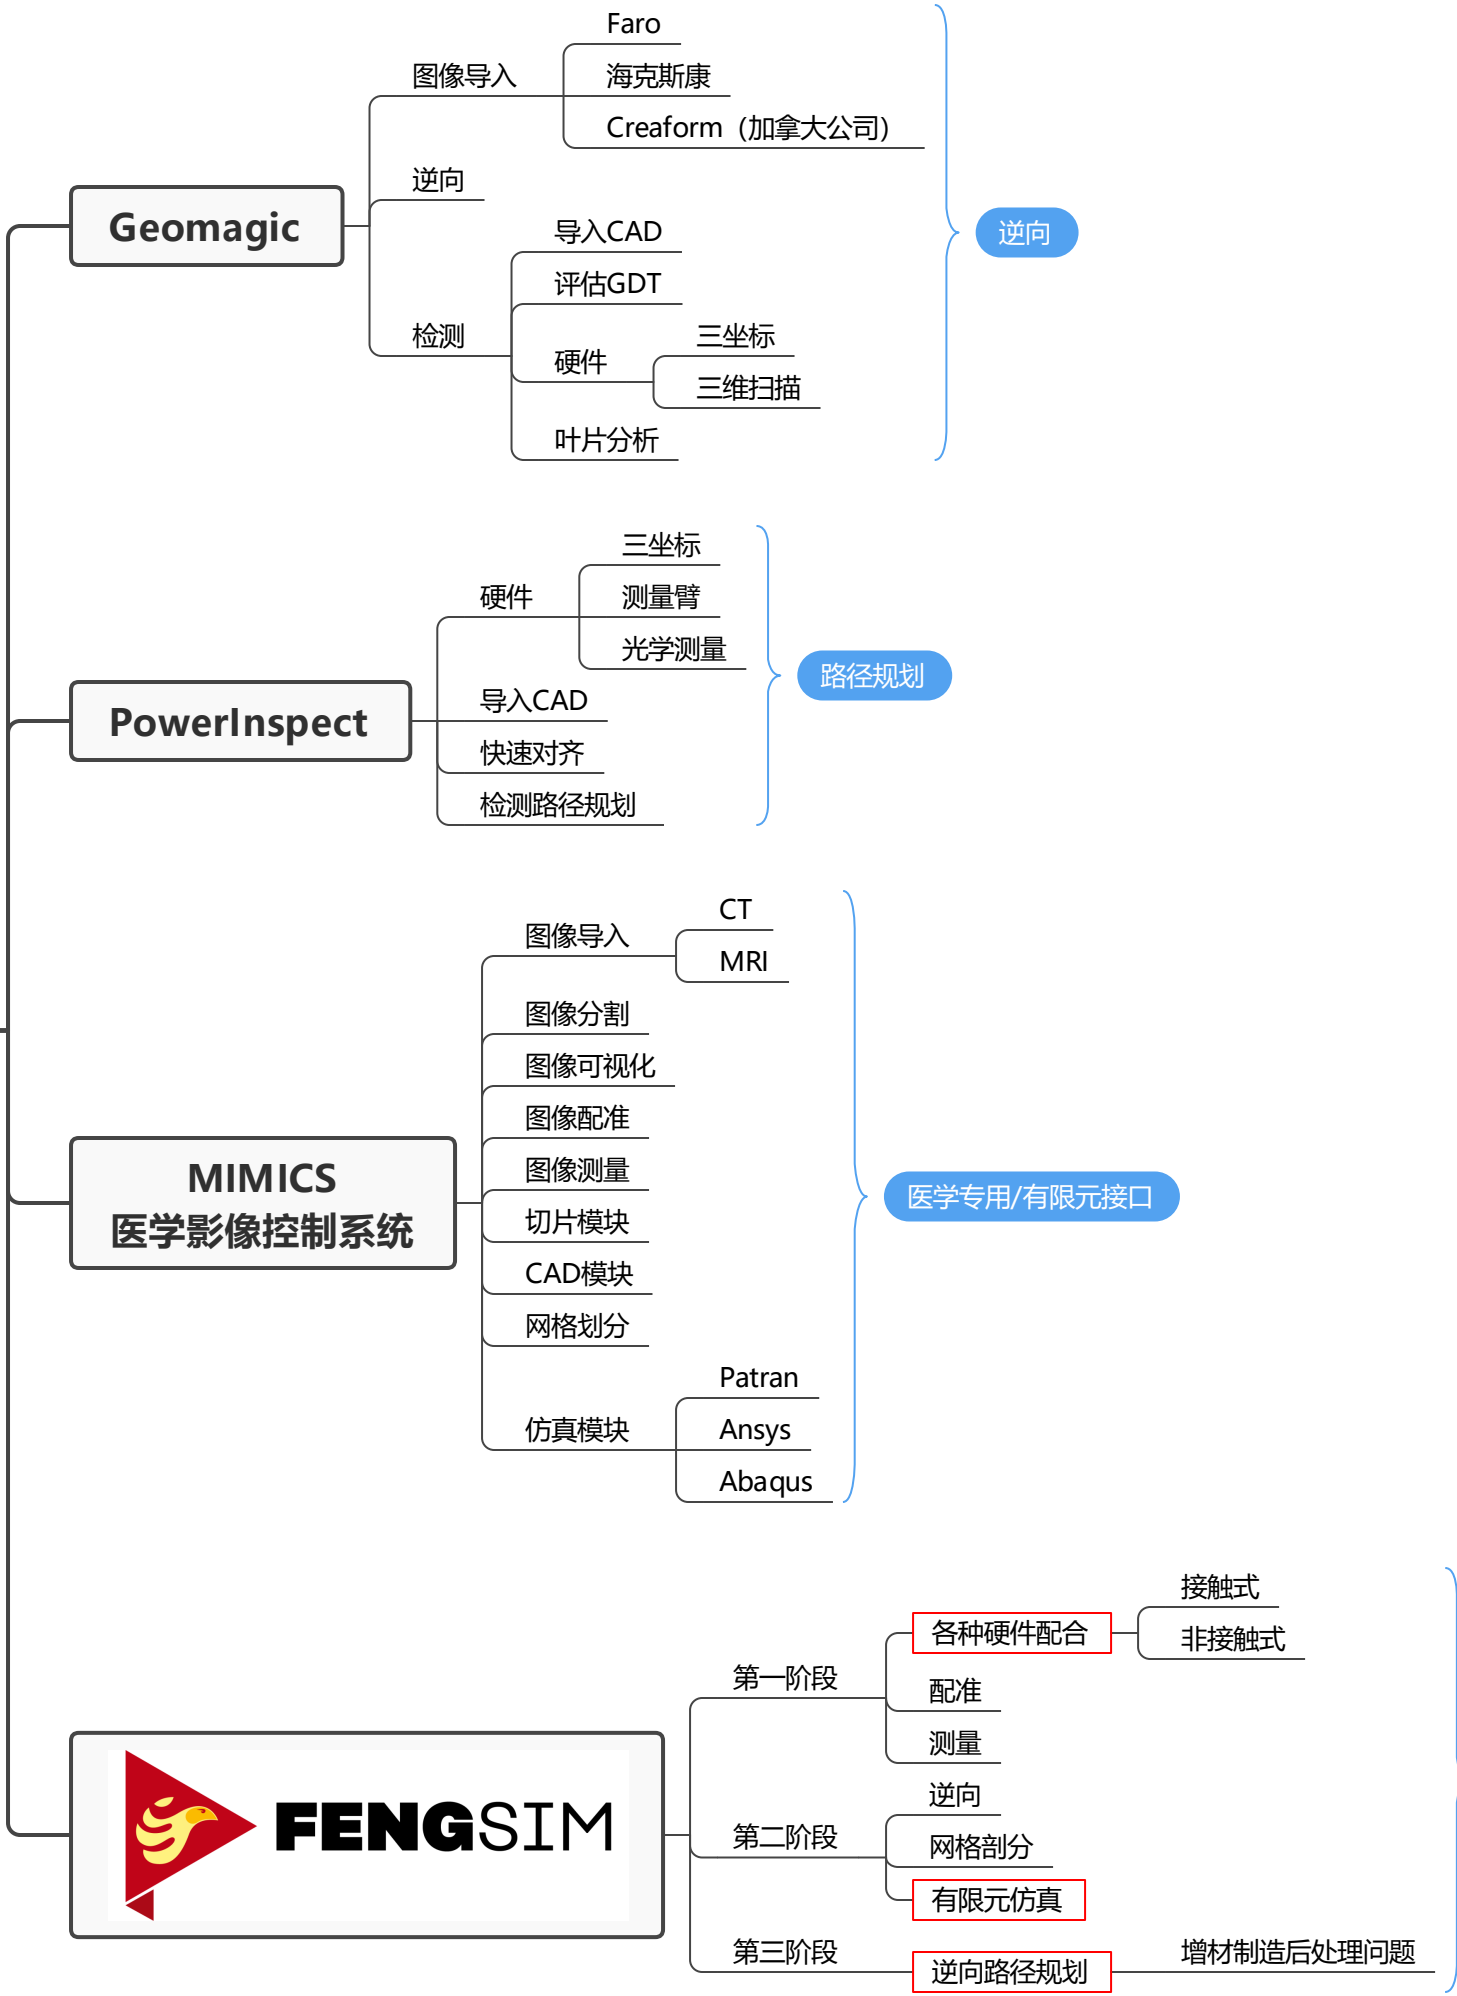 Faro
图像导入
海克斯康
Creaform（加拿大公司）
逆向
Geomagic
导入CAD
评估GDT
检测
硬件
三坐标
三维扫描
叶片分析
逆向
三坐标
硬件
测量臂
光学测量
PowerInspect
导入CAD
快速对齐
检测路径规划
路径规划
CT
图像导入
MRI
图像分割
图像可视化
图像配准
MIMICS
医学影像控制系统
图像测量
切片模块
CAD模块
网格划分
Patran
仿真模块
Ansys
Abaqus
医学专用/有限元接口
接触式
各种硬件配合
非接触式
第一阶段
配准
测量
FENGSIM
逆向
第二阶段
网格剖分
有限元仿真
第三阶段
逆向路径规划
增材制造后处理问题